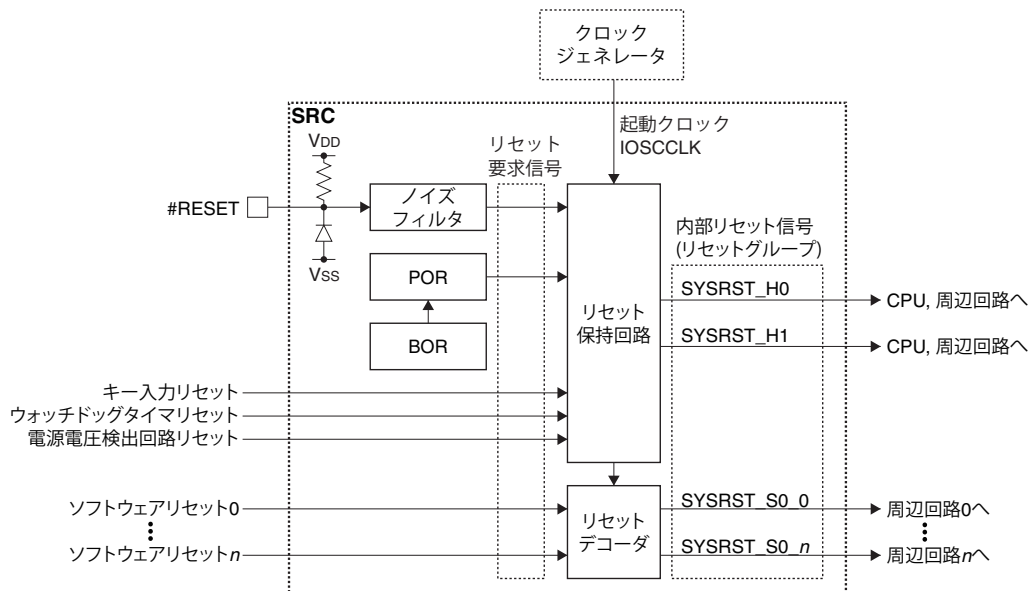 クロック
ジェネレータ
SRC
起動クロック
IOSCCLK
VDD
リセット
要求信号
#RESET
ノイズ
フィルタ
VSS
内部リセット信号
(リセットグループ)
POR
SYSRST_H0
CPU, 周辺回路へ
リセット
保持回路
SYSRST_H1
CPU, 周辺回路へ
BOR
キー入力リセット
ウォッチドッグタイマリセット
電源電圧検出回路リセット
ソフトウェアリセット0
SYSRST_S0_0
周辺回路0へ
リセット
デコーダ
ソフトウェアリセットn
SYSRST_S0_n
周辺回路nへ